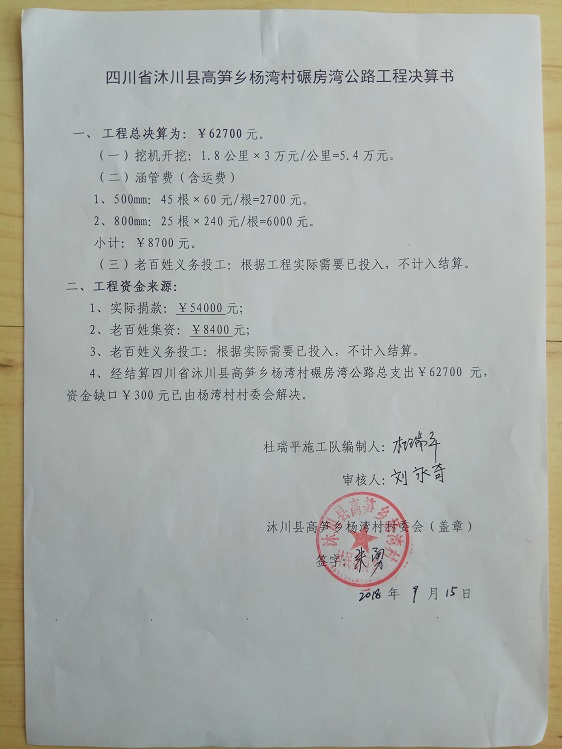 四川省沐川县高笋乡杨湾村碾房湾公路工程决算书
一、工程总决算为：￥62700元。
（一）挖机开挖：1.8公里×3万元/公里=5.4万元。
（二）涵管费（含运费）
1、500mm：45根×60元/根=2700元。
2、800mm：25根×240元/根=6000元。
小计：￥8700元。
（三）老百姓义务投工：根据工程实际需要已投入，不计入结算。
二、工程资金来源：
1、实际捐款：￥54000元；
2、老百姓集资：￥8400元；
3、老百姓义务投工：根据实际需要已投入，不计入结算。
4、经结算四川省沐川县高笋乡杨湾村碾房湾公路总支出￥62700元，
资金缺口￥300元已由杨湾村村委会解决。
杜瑞平施工队编制人：杜瑞平
审核人：刘永奇
沐川县高笋乡杨湾村村委会（盖章）
签字：张勇
2018年9月15日